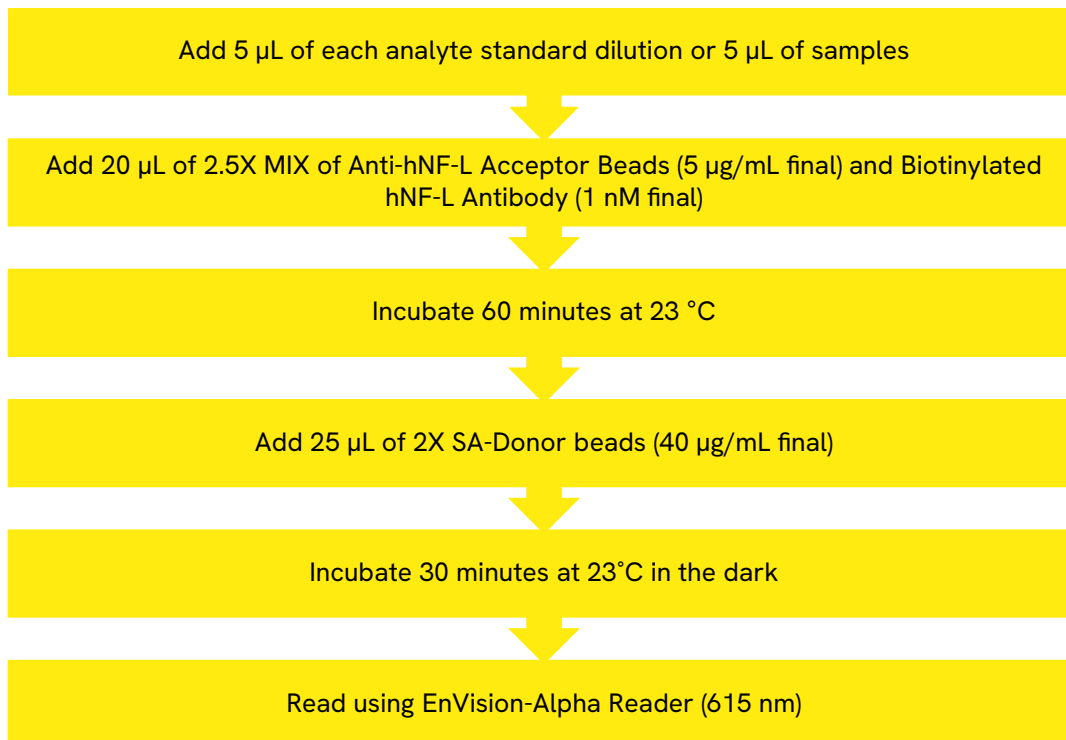 Add 5 µL of each analyte standard dilution or 5 µL of samples
Add 20 µL of 2.5X MIX of Anti-hNF-L Acceptor Beads (5 µg/mL final) and Biotinylated
hNF-L Antibody (1 nM final)
Incubate 60 minutes at 23 °C
Add 25 µL of 2X SA-Donor beads (40 µg/mL final)
Incubate 30 minutes at 23˚C in the dark
Read using EnVision-Alpha Reader (615 nm)